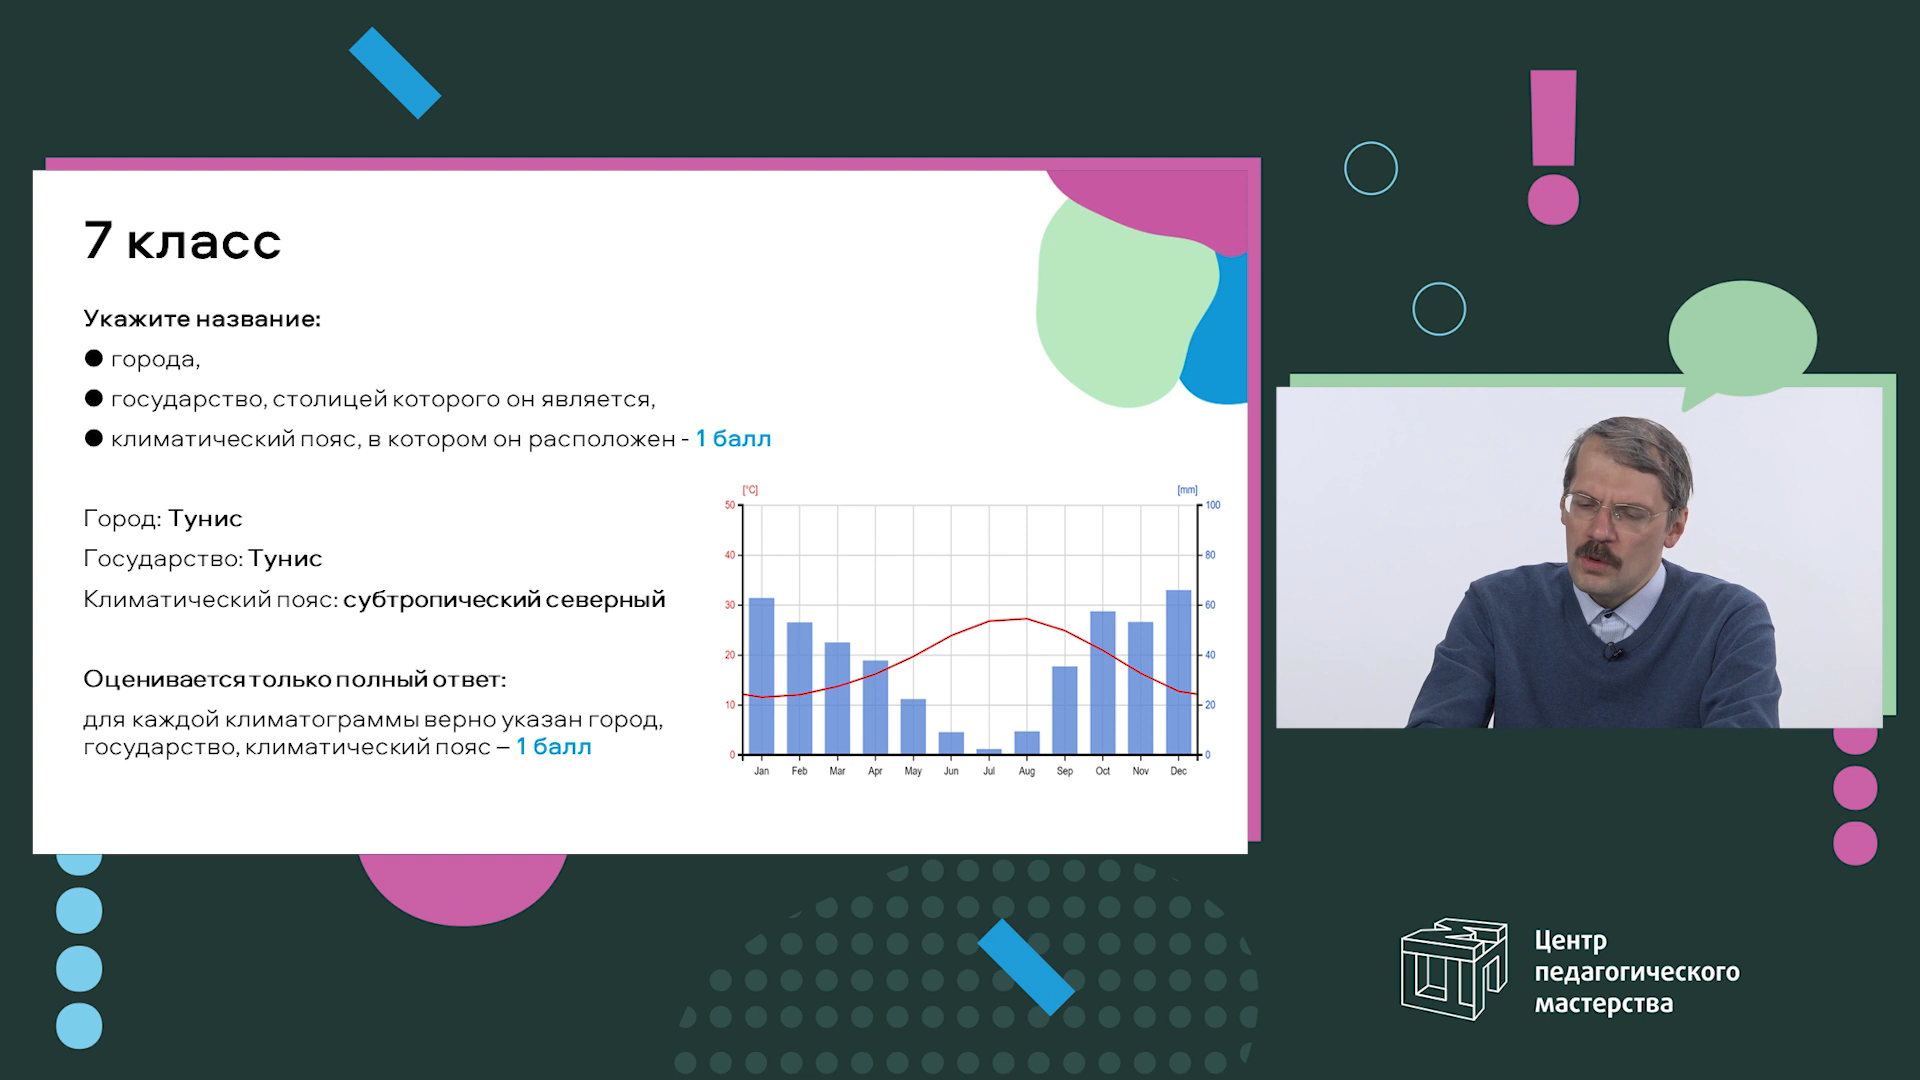 7 класс
Укажите название:
● города,
● государство, столицей которого он является,
● климатический пояс, в котором он расположен - 1 балл
Город: Тунис
Государство: Тунис
Климатический пояс: субтропический северный
Оценивается только полный ответ:
для каждой климатограммы верно указан город,
государство, климатический пояс – 1 балл
[°C] [mm]
50 100
40 80
30 60
20 40
10 20
0 0
Jan Feb Mar Apr May Jun Jul Aug Sep Oct Nov Dec
Центр
педагогического
мастерства